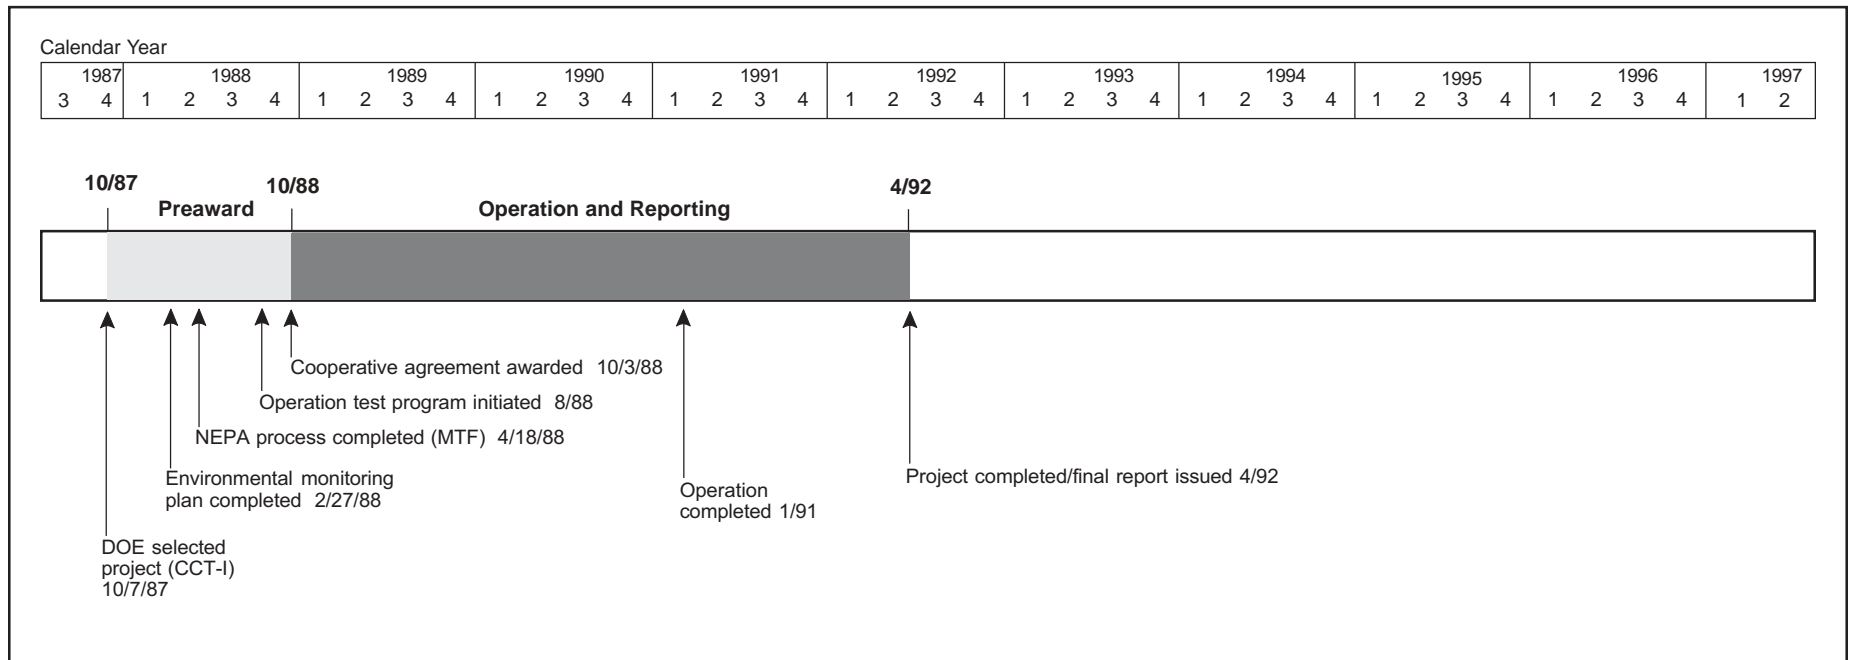 Calendar Year
1987 1988 1989 1990 1991 1992 1993 1994 1995 1996 1997
3 4 1 2 3 4 1 2 3 4 1 2 3 4 1 2 3 4 1 2 3 4 1 2 3 4 1 2 3 4 1 2 3 4 1 2 3 4 1 2
10/87 10/88 4/92
Preaward Operation and Reporting
Cooperative agreement awarded 10/3/88
Operation test program initiated 8/88
NEPA process completed (MTF) 4/18/88
Environmental monitoring
plan completed 2/27/88
Project completed/final report issued 4/92
Operation
completed 1/91
DOE selected
project (CCT-I)
10/7/87